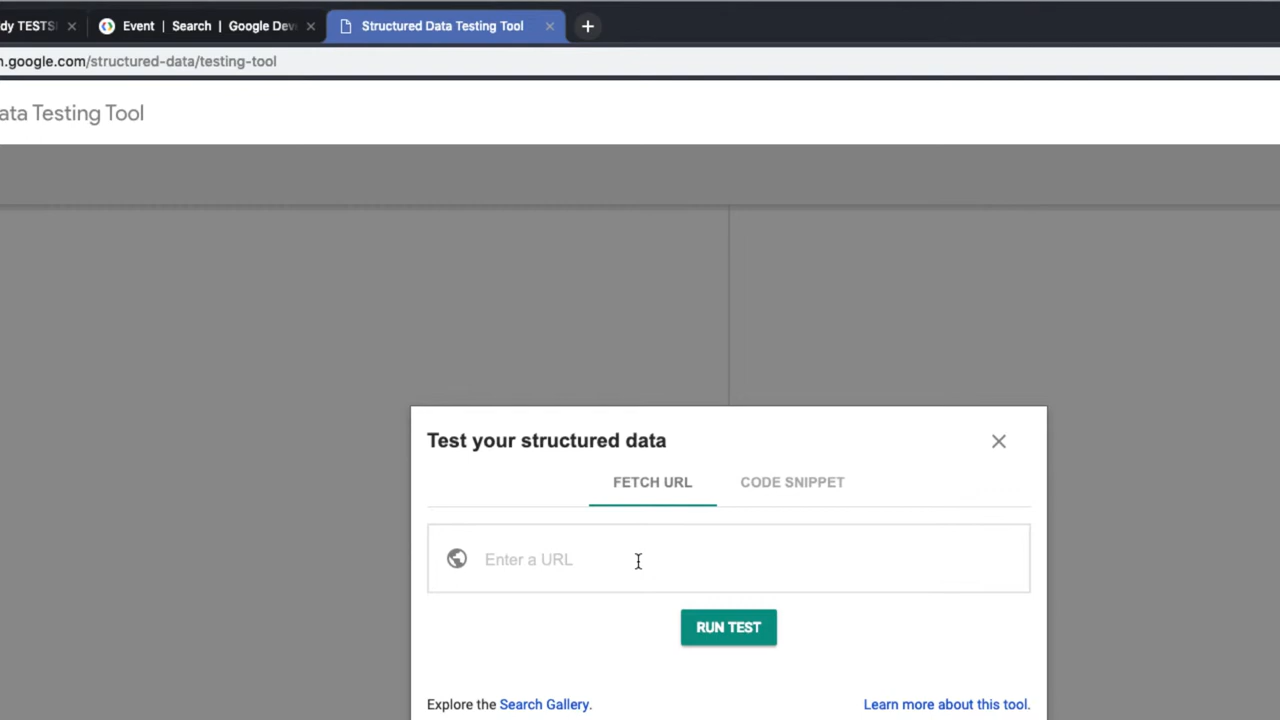 dy TESTS
Event | Search | Google Dev
Structured Data Testing Tool
n.google.com/structured-data/testing-tool
ata Testing Tool
Test your structured data
FETCH URL
CODE SNIPPET
Enter a URL
RUN TEST
Explore the Search Gallery.
Learn more about this tool.